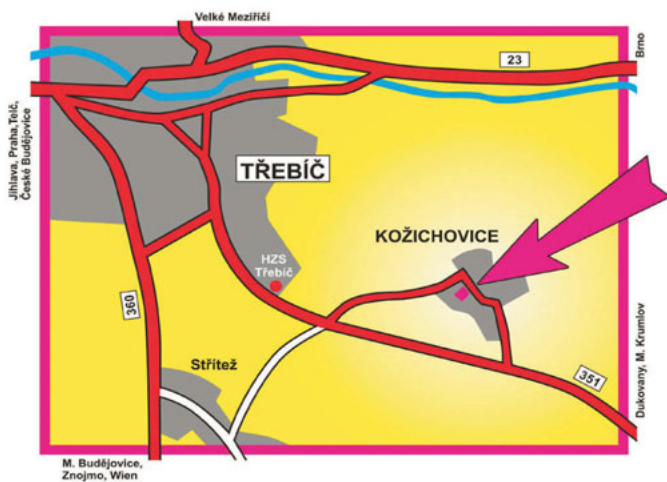 Velké Meziříčí
23
Brno
Jihlava, Praha,Telč,
České Budějovice
TŘEBÍČ
KOŽICHOVICE
HZS
Třebíč
360
Střítež
351
Dukovany, M. Krumlov
M. Budějovice,
Znojmo, Wien